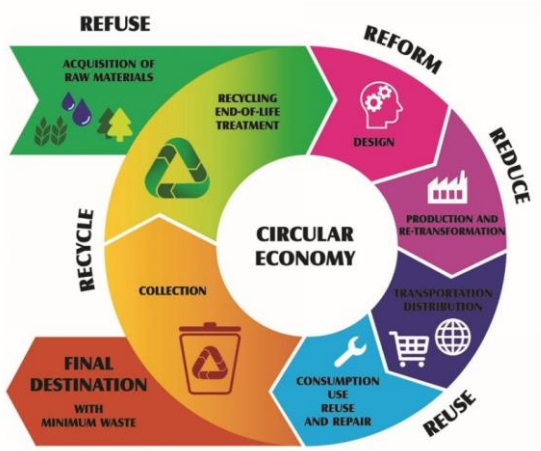 REFUSE
ACQUISITION OF
RAW MATERIALS
RECYCLING
END-OF-LIFE
TREATMENT
REFORM
DESIGN
REDUCE
PRODUCTION AND
RE-TRANSFORMATION
CIRCULAR
ECONOMY
TRANSPORTATION
DISTRIBUTION
REUSE
CONSUMPTION
USE
REUSE
AND REPAIR
RECYCLE
COLLECTION
FINAL
DESTINATION
WITH
MINIMUM WASTE